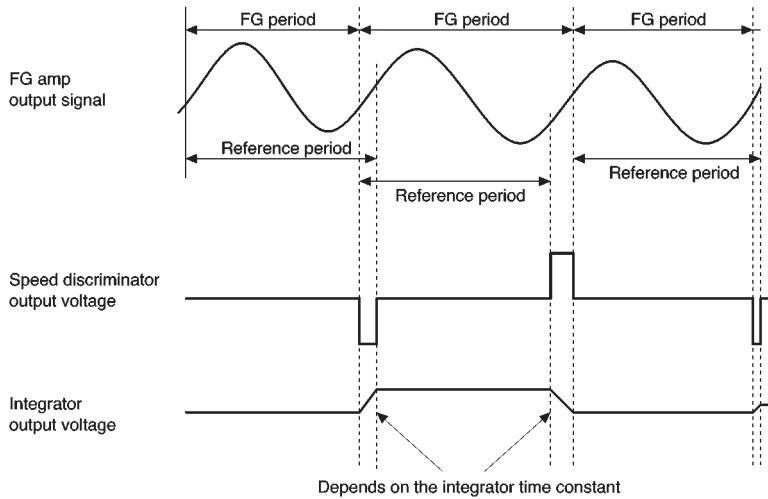 FG period
FG period
FG period
FG amp
output signal
Reference period
Reference period
Reference period
Speed discriminator
output voltage
Integrator
output voltage
Depends on the integrator time constant